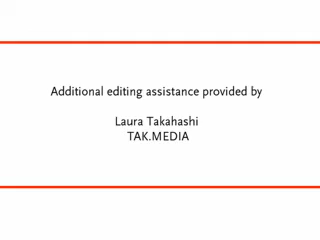 Additional editing assistance provided by
Laura Takahashi
TAK.MEDIA